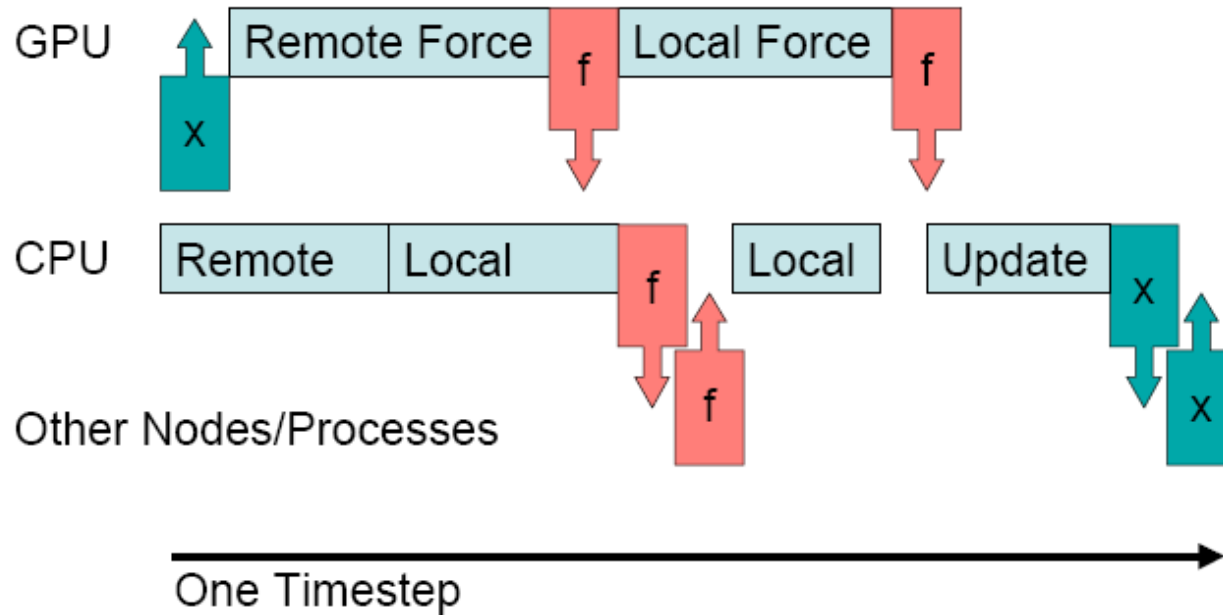 GPU
Remote Force
f
Local Force
f
x
CPU
Remote
Local
f
Local
Update
x
f
x
Other Nodes/Processes
One Timestep